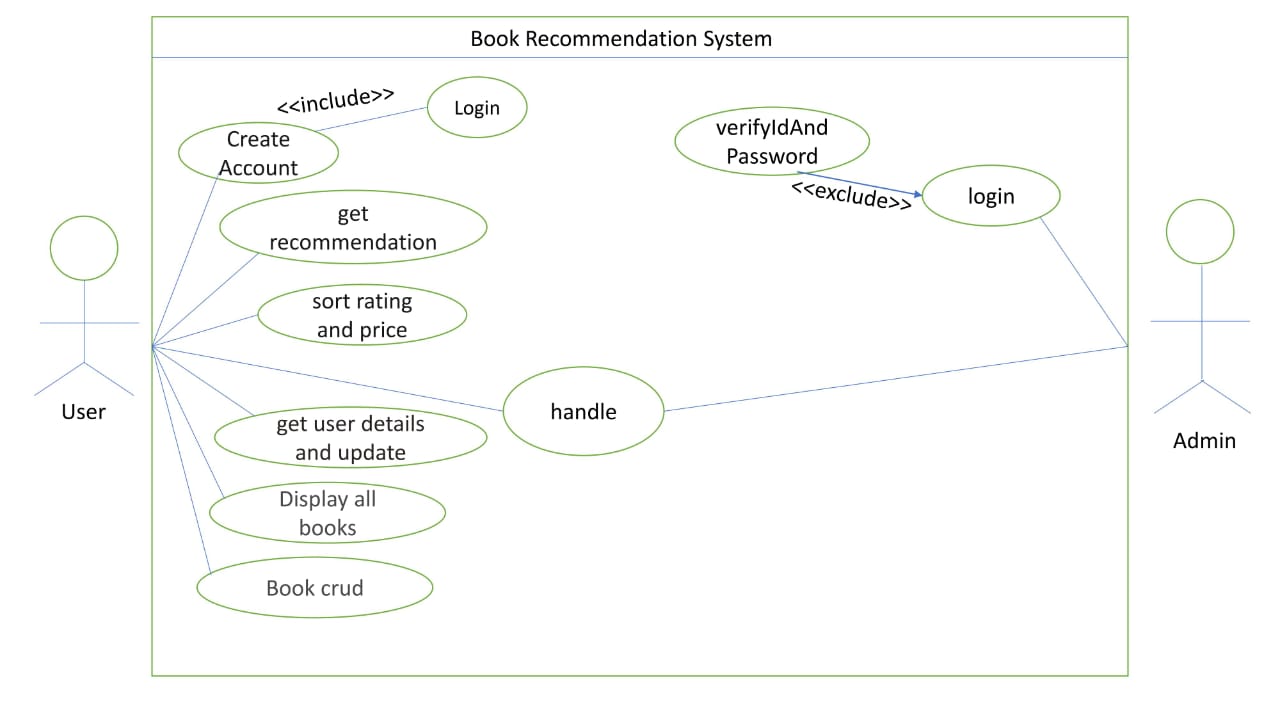 Book Recommendation System
<<include>>
Login
Create
Account
verifyIdAnd
Password
<<exclude>>
login
get
recommendation
sort rating
and price
handle
get user details
and update
Display all
books
Book crud
User
Admin